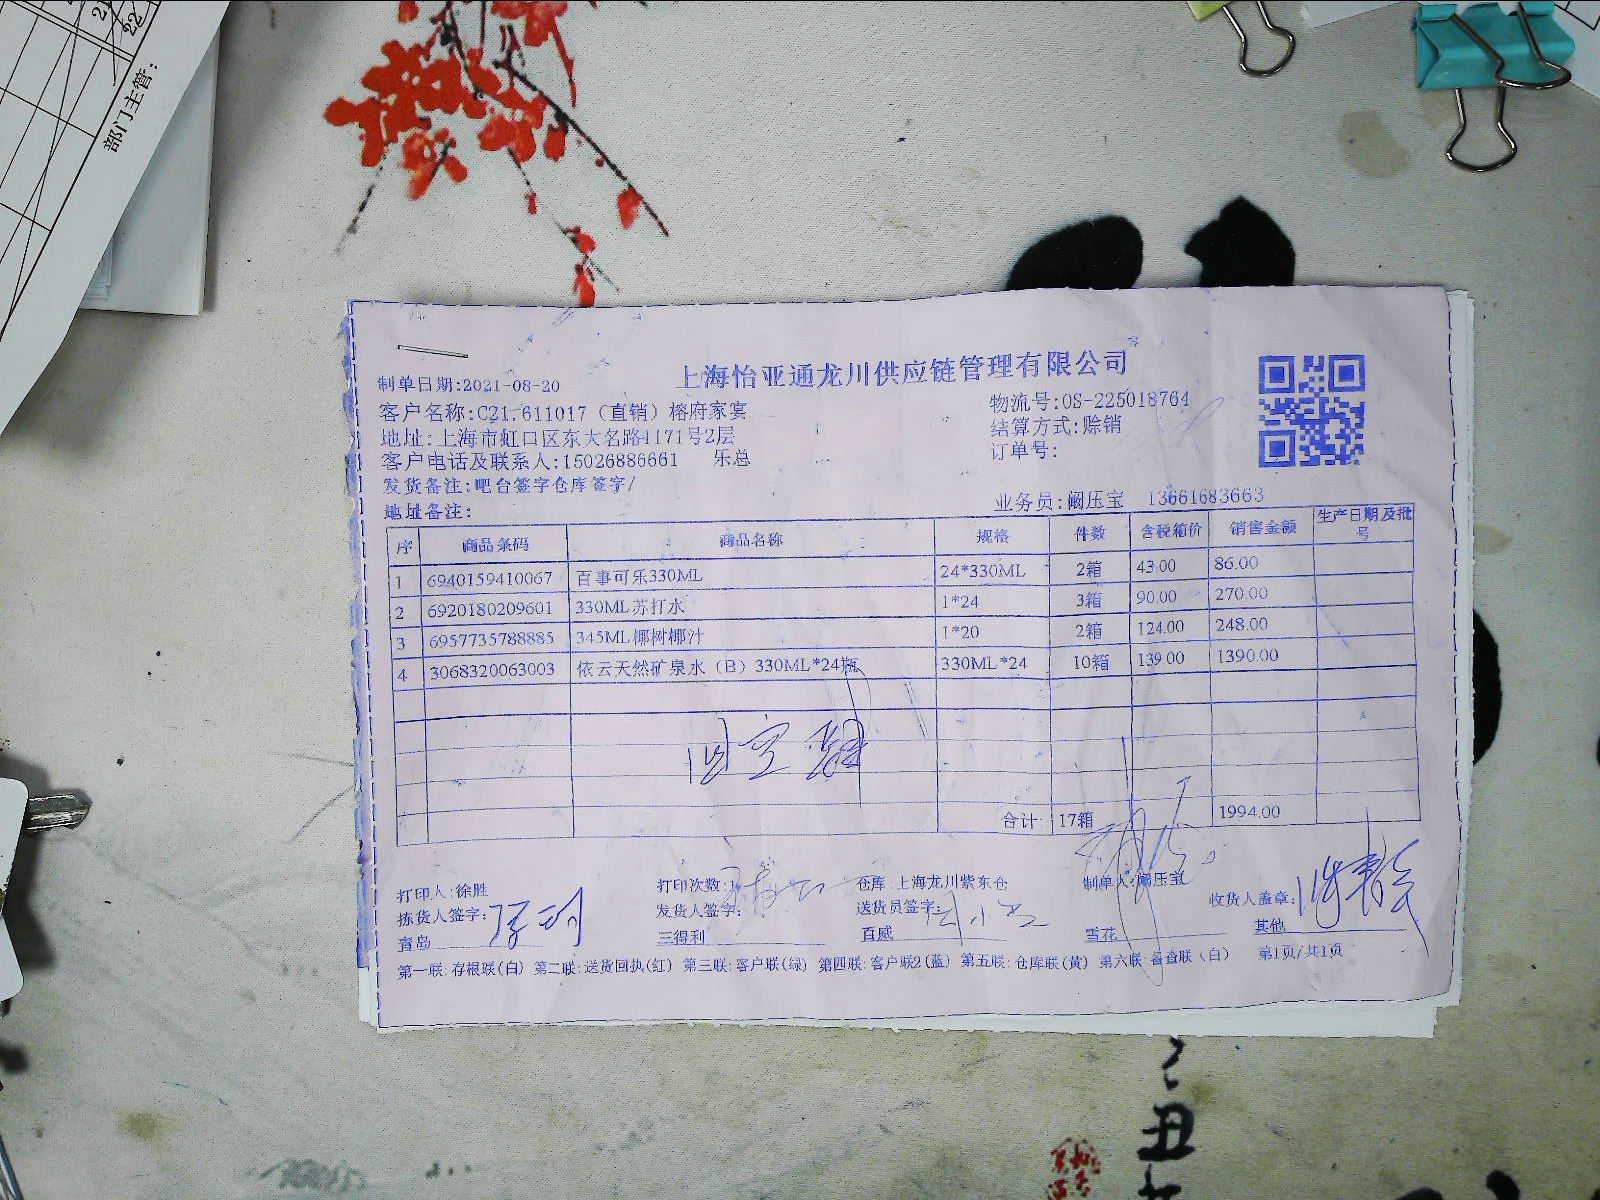 部门主管：
22
上海怡亚通龙川供应链管理有限公司
制单日期:2021-08-20
客户名称:C21.611017（直销）榕府家宴
物流号:OS-225018764
地址:上海市虹口区东大名路1171号2层
结算方式:赊销
客户电话及联系人:15026886661 乐总
订单号:
发货备注:吧台签字仓库签字/
地址备注:
业务员:阚压宝 13661683663
序 商品条码 商品名称 规格 件数 含税箱价 销售金额 生产日期及批号
1 6940159410067 百事可乐330ML 24*330ML 2箱 43.00 86.00
2 6920180209601 330ML苏打水 1*24 3箱 90.00 270.00
3 6957735788885 345ML椰树椰汁 1*20 2箱 124.00 248.00
4 3068320063003 依云天然矿泉水（B）330ML*24瓶 330ML*24 10箱 139.00 1390.00
合计: 17箱 1994.00
打印人:徐胜 打印次数:1 仓库:上海龙川紫东仓 制单人:阚压宝
拣货人签字: 发货人签字: 送货员签字: 收货人盖章:
青岛 三得利 百威 雪花 其他
第一联:存根联(白) 第二联:送货回执(红) 第三联:客户联(绿) 第四联:客户联2(蓝) 第五联:仓库联(黄) 第六联:备查联（白） 第1页/共1页
丑